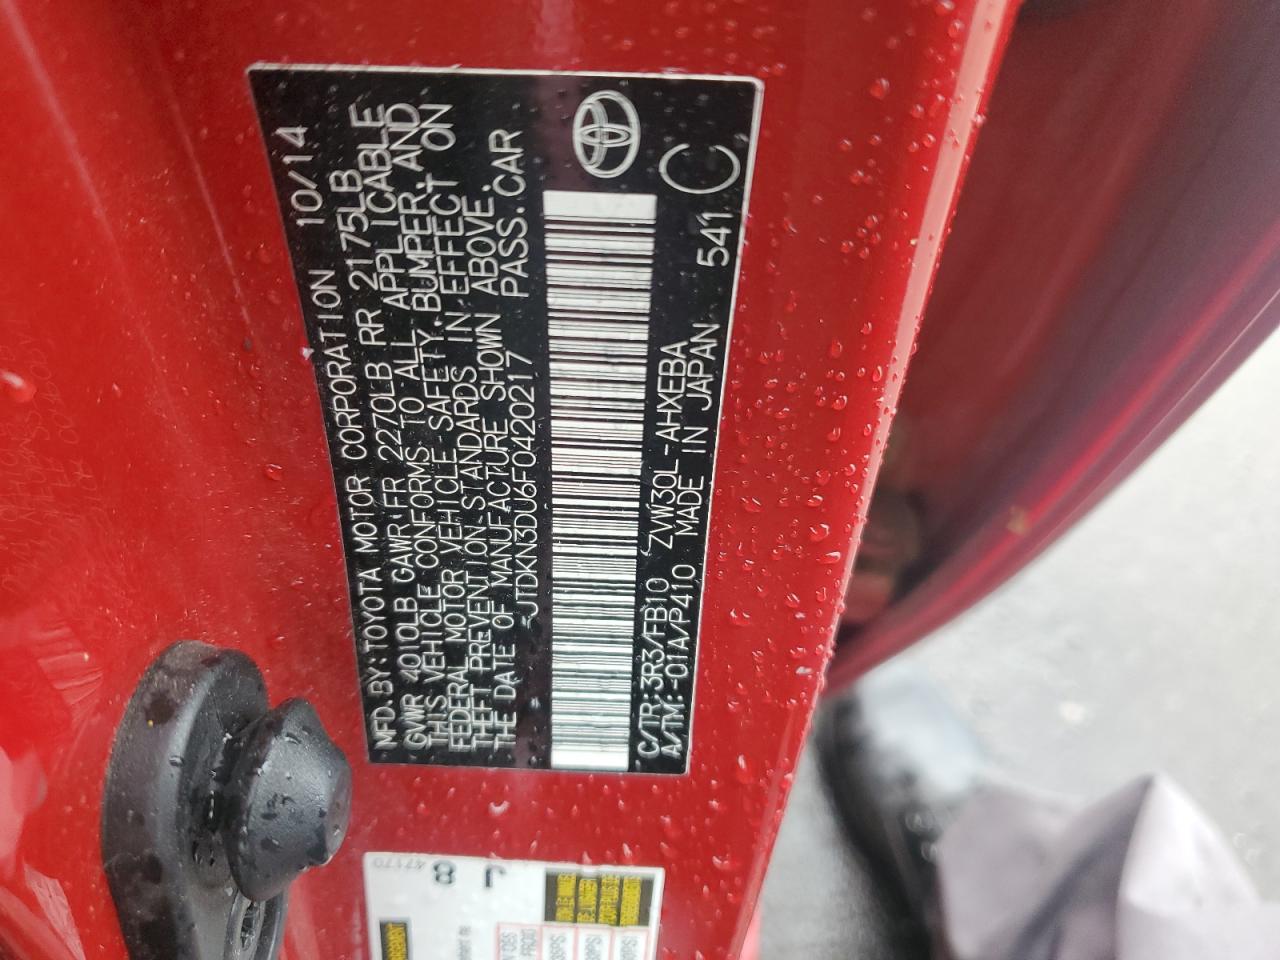 MFD. BY:TOYOTA MOTOR CORPORATION 10/14
GVWR 4010LB GAWR FR 2270LB RR 2175LB
THIS VEHICLE CONFORMS TO ALL APPLICABLE
FEDERAL MOTOR VEHICLE SAFETY,BUMPER,AND
THEFT PREVENTION STANDARDS IN EFFECT ON
THE DATE OF MANUFACTURE SHOWN ABOVE.
JTDKN3DU6F0420217 PASS.CAR
C/TR:3R3/FB10 ZVW30L-AHXEBA 541 C
A/TM:-01A/P410 MADE IN JAPAN
47170
8
J